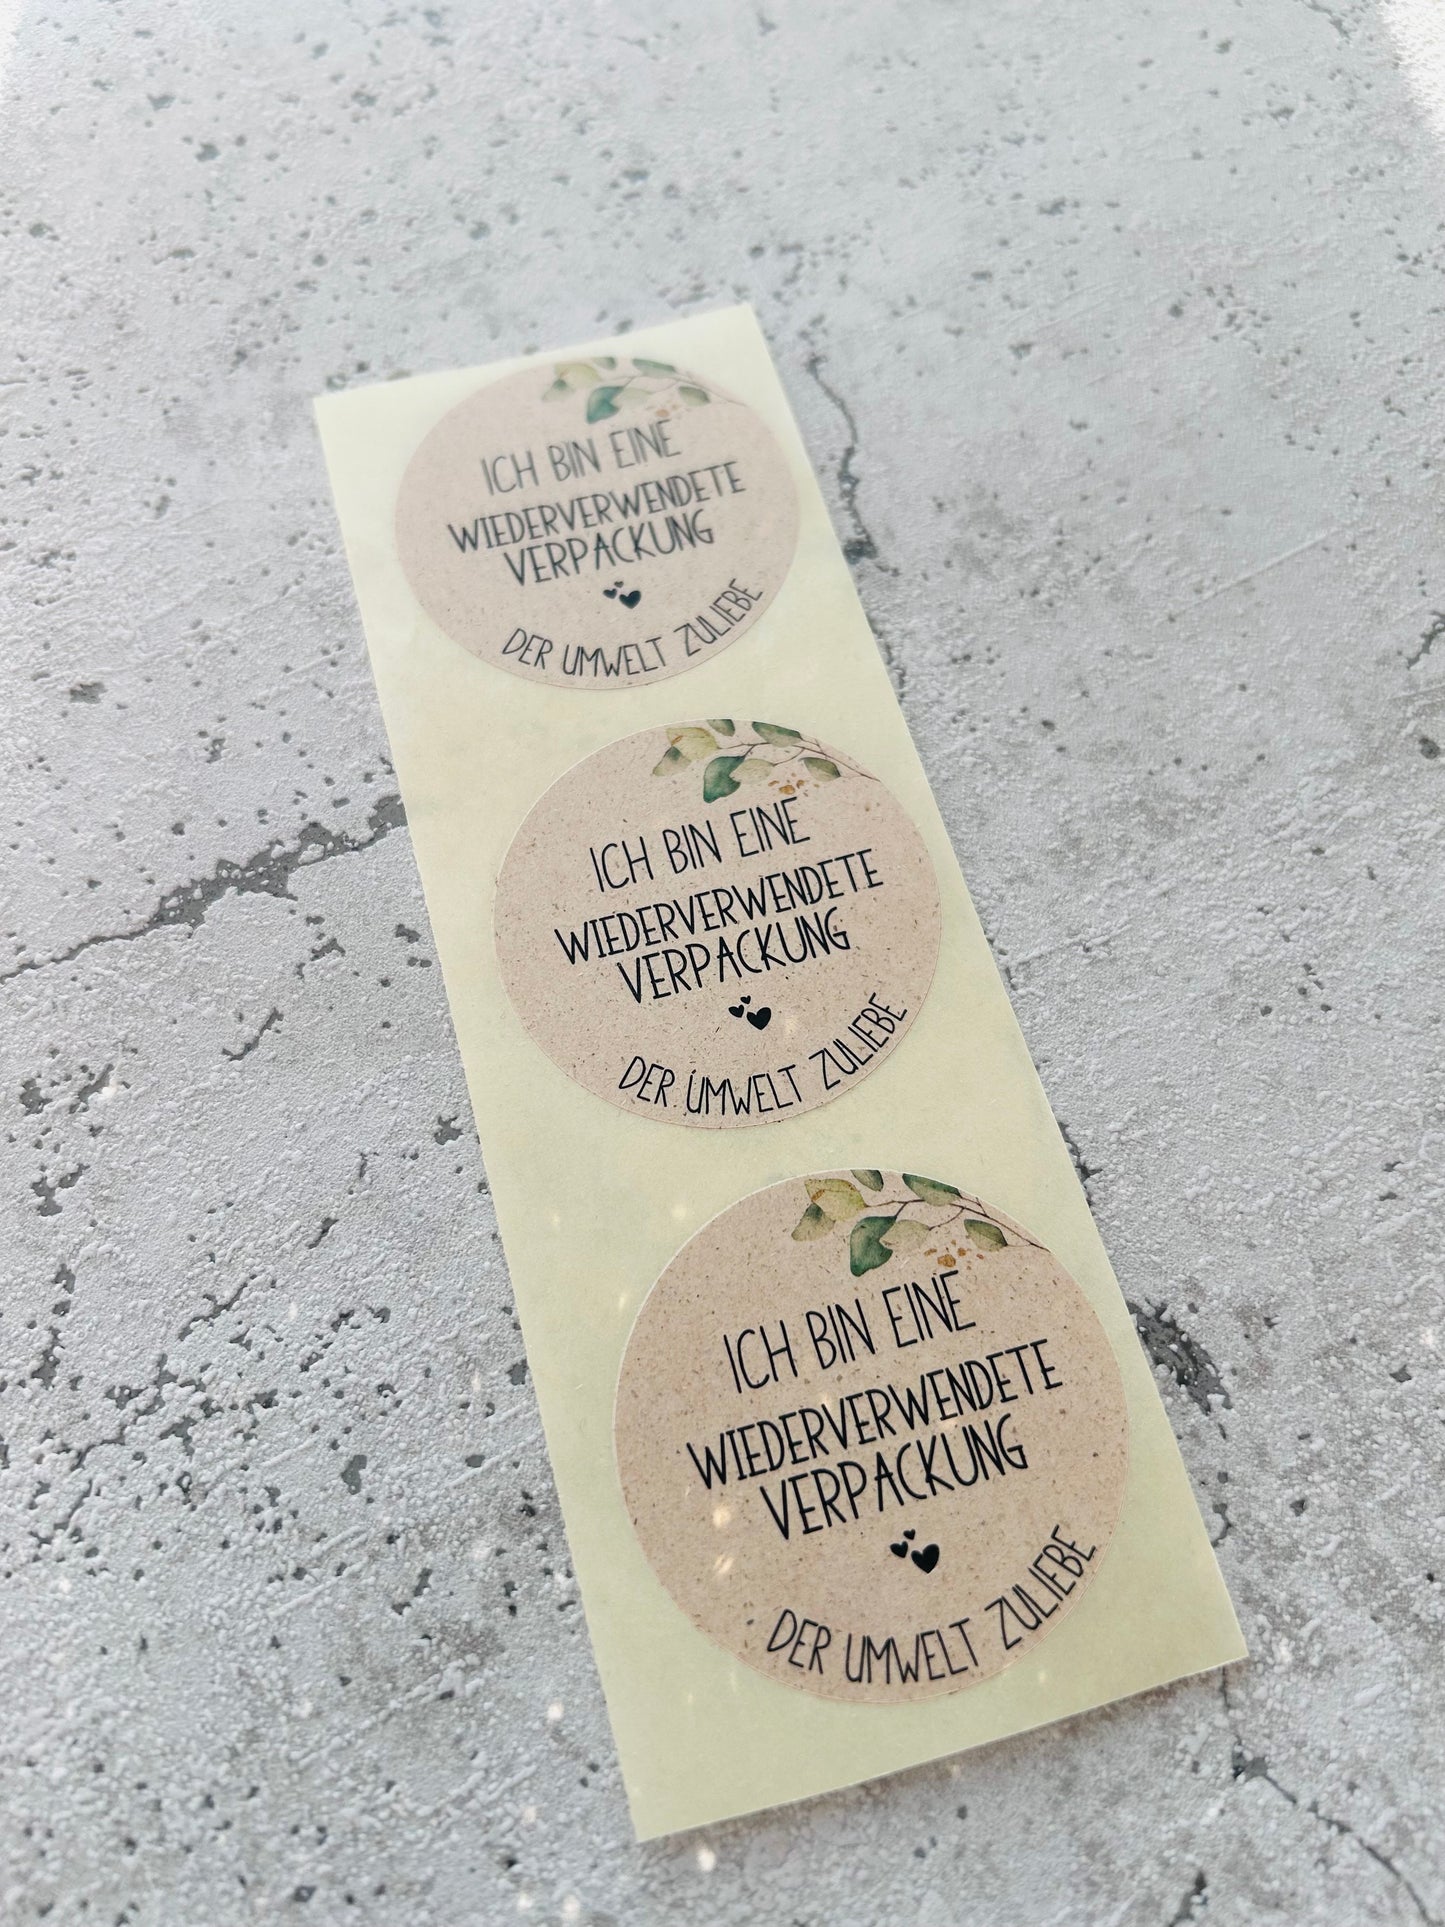 ICH BIN EINE
WIEDERVERWENDETE
VERPACKUNG
DER UMWELT ZULIEBE
ICH BIN EINE
WIEDERVERWENDETE
VERPACKUNG
DER UMWELT ZULIEBE
ICH BIN EINE
WIEDERVERWENDETE
VERPACKUNG
DER UMWELT ZULIEBE